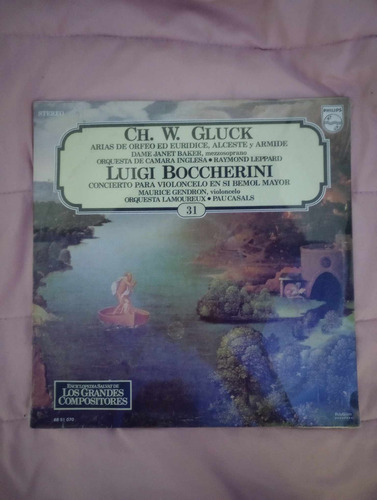 STEREO
PHILIPS
CH. W. GLUCK
ARIAS DE ORFEO ED EURIDICE, ALCESTE y ARMIDE
DAME JANET BAKER, mezzosoprano
ORQUESTA DE CAMARA INGLESA • RAYMOND LEPPARD
LUIGI BOCCHERINI
CONCIERTO PARA VIOLONCELO EN SI BEMOL MAYOR
MAURICE GENDRON, violoncelo
ORQUESTA LAMOUREUX • PAU CASALS
31
ENCICLOPEDIA SALVAT DE
LOS GRANDES
COMPOSITORES